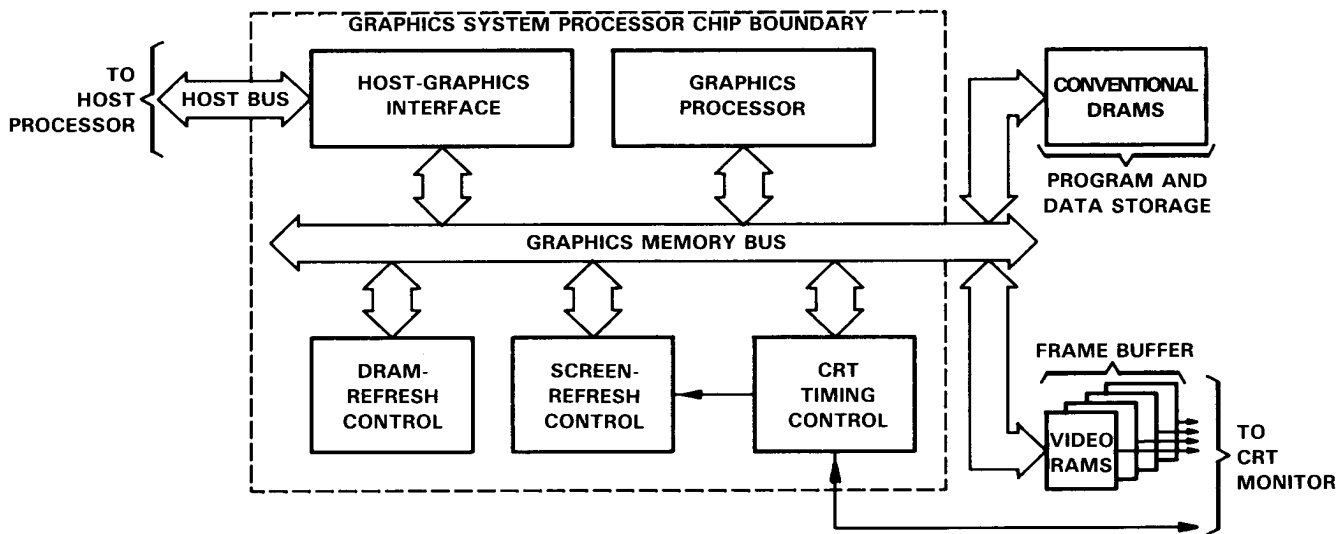 GRAPHICS SYSTEM PROCESSOR CHIP BOUNDARY
TO
HOST
PROCESSOR
HOST BUS
HOST-GRAPHICS
INTERFACE
GRAPHICS
PROCESSOR
CONVENTIONAL
DRAMS
PROGRAM AND
DATA STORAGE
GRAPHICS MEMORY BUS
DRAM-
REFRESH
CONTROL
SCREEN-
REFRESH
CONTROL
CRT
TIMING
CONTROL
FRAME BUFFER
VIDEO
RAMS
TO
CRT
MONITOR